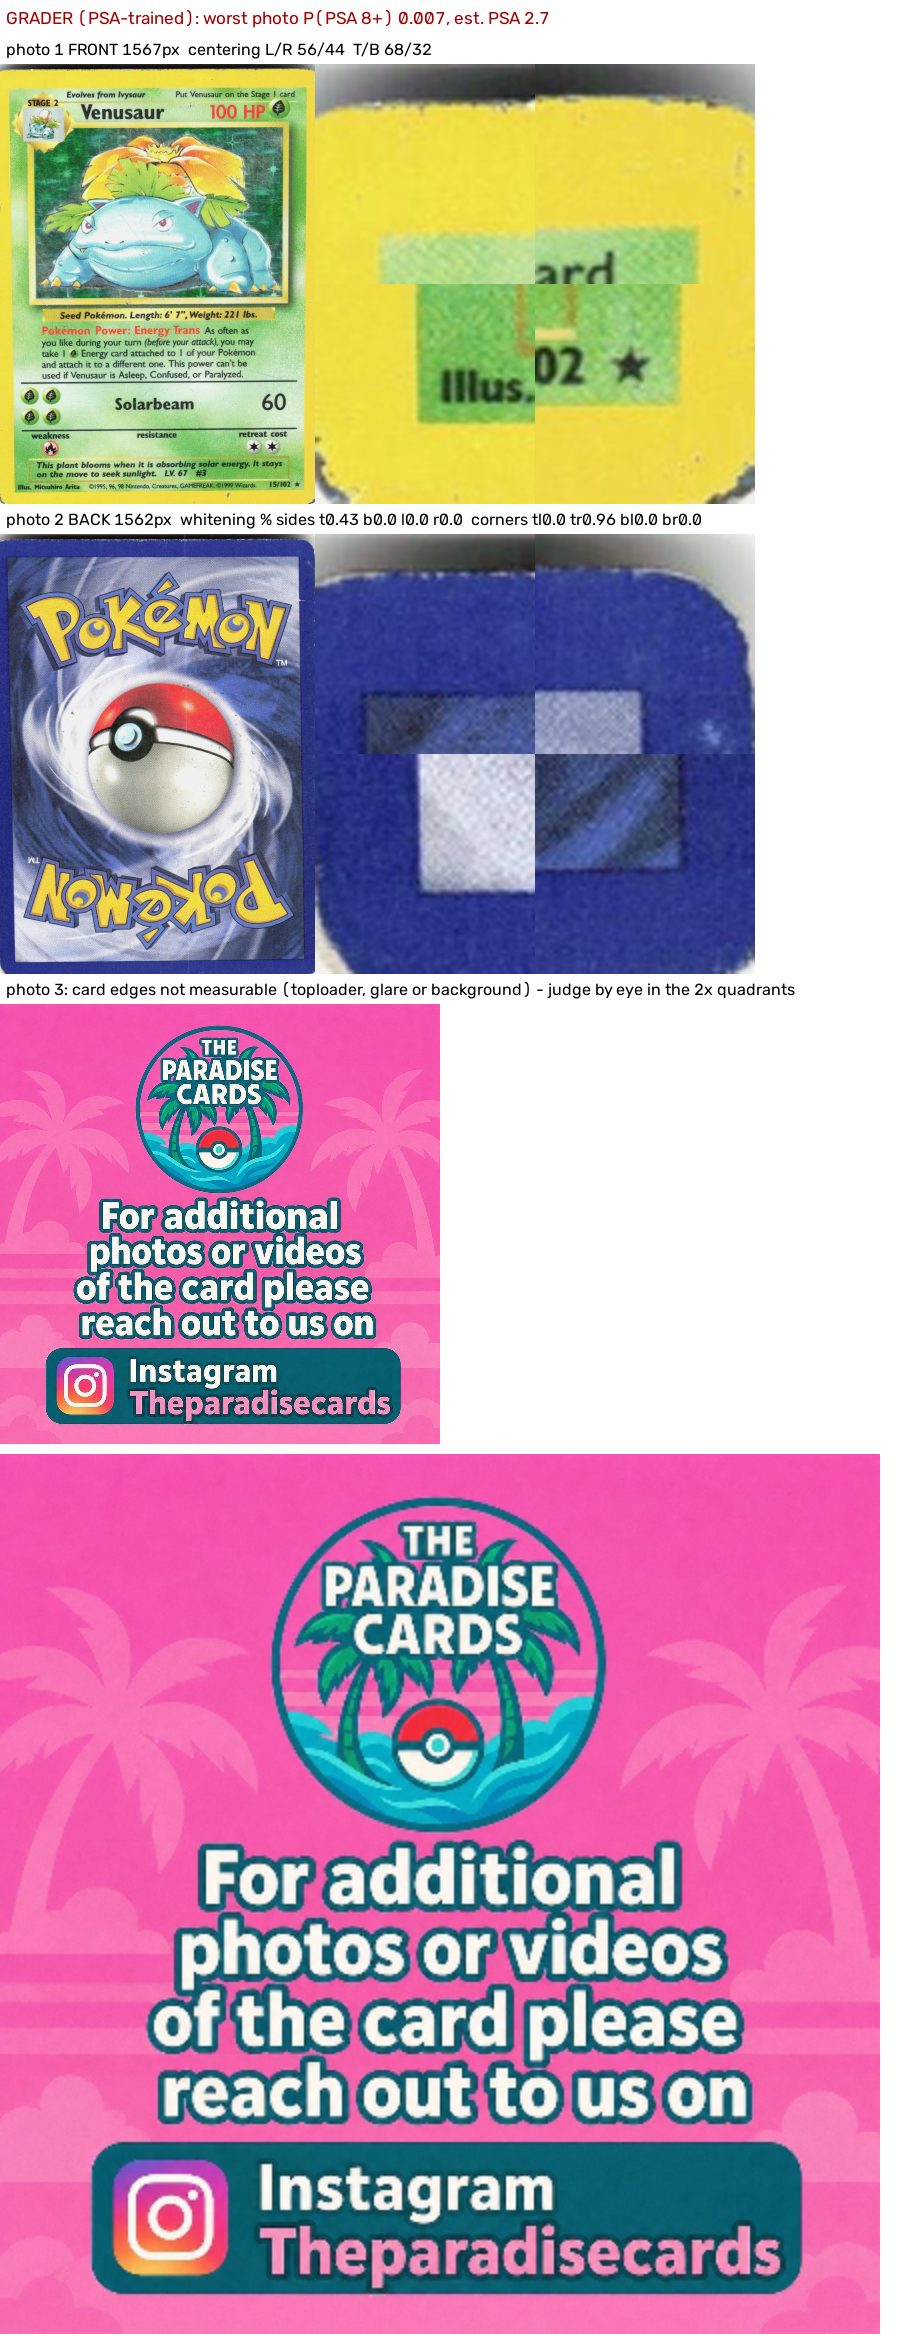 GRADER (PSA-trained): worst photo P(PSA 8+) 0.007, est. PSA 2.7
photo 1 FRONT 1567px centering L/R 56/44 T/B 68/32
Evolves from Ivysaur Put Venusaur on the Stage 1 card
STAGE 2
Venusaur 100 HP
Seed Pokémon. Length: 6' 7", Weight: 221 lbs.
Pokémon Power: Energy Trans As often as
you like during your turn (before your attack), you may
take 1 Energy card attached to 1 of your Pokémon
and attach it to a different one. This power can't be
used if Venusaur is Asleep, Confused, or Paralyzed.
Solarbeam 60
weakness resistance retreat cost
This plant blooms when it is absorbing solar energy. It stays
on the move to seek sunlight. LV. 67 #3
Illus. Mitsuhiro Arita ©1995, 96, 98 Nintendo, Creatures, GAMEFREAK. ©1999 Wizards. 15/102 ★
ard
Illus. 02 ★
photo 2 BACK 1562px whitening % sides t0.43 b0.0 l0.0 r0.0 corners tl0.0 tr0.96 bl0.0 br0.0
POKéMON
TM
TM
POKéMON
photo 3: card edges not measurable (toploader, glare or background) - judge by eye in the 2x quadrants
THE
PARADISE
CARDS
For additional
photos or videos
of the card please
reach out to us on
Instagram
Theparadisecards
THE
PARADISE
CARDS
For additional
photos or videos
of the card please
reach out to us on
Instagram
Theparadisecards